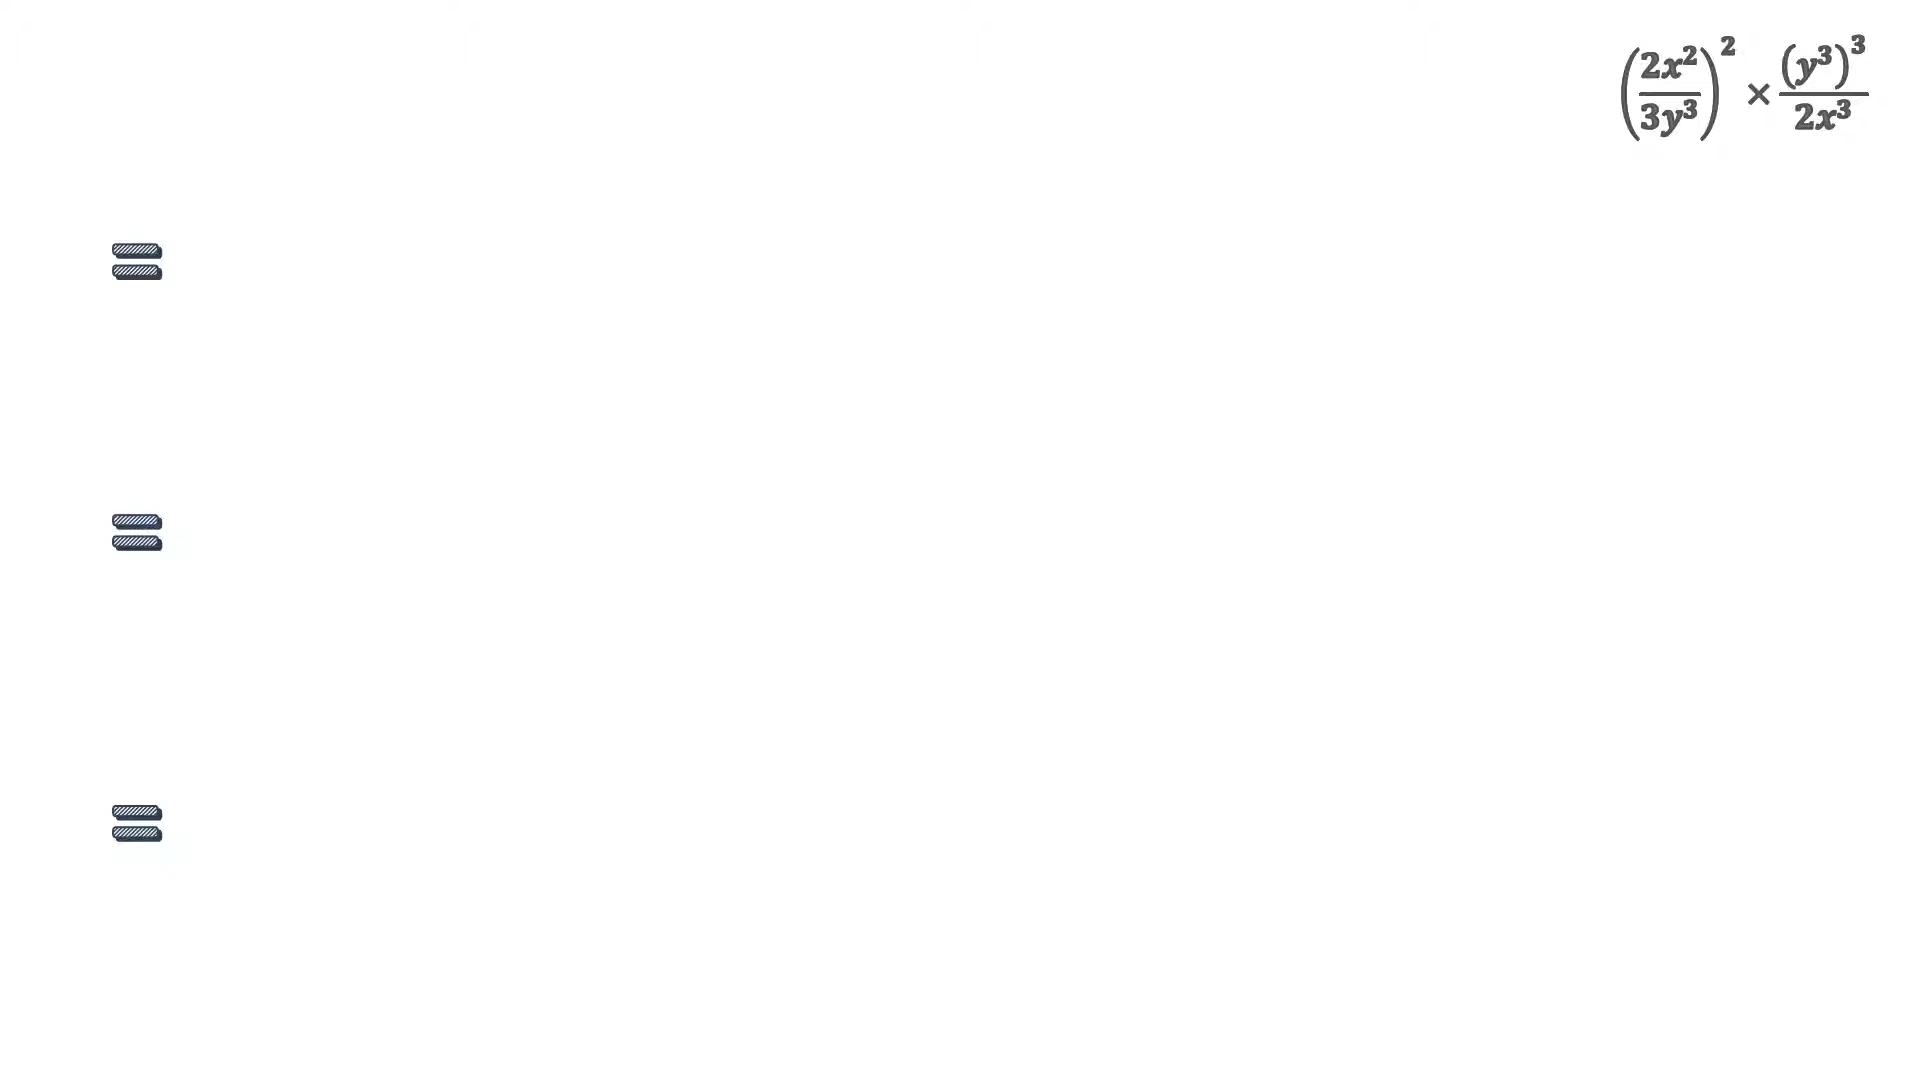 (2x²/3y³)² × (y³)³/2x³
=
=
=